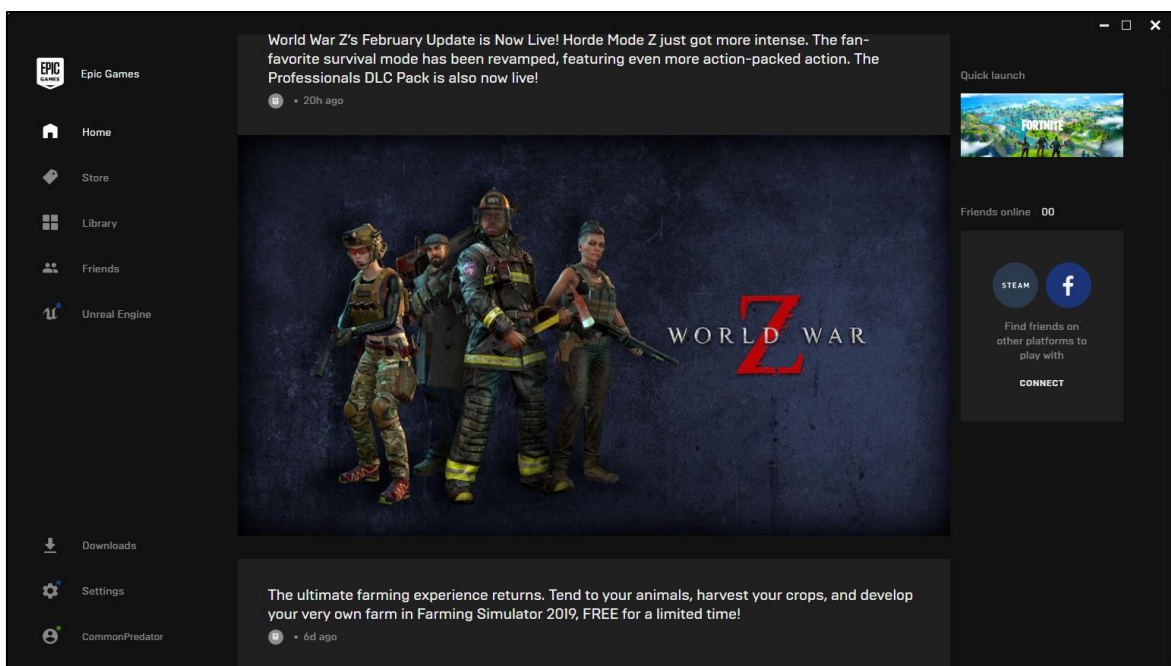 EPIC
GAMES
Epic Games
Home
Store
Library
Friends
Unreal Engine
Downloads
Settings
CommonPredator
World War Z's February Update is Now Live! Horde Mode Z just got more intense. The fan-
favorite survival mode has been revamped, featuring even more action-packed action. The
Professionals DLC Pack is also now live!
• 20h ago
WORLD WAR
Z
The ultimate farming experience returns. Tend to your animals, harvest your crops, and develop
your very own farm in Farming Simulator 2019, FREE for a limited time!
• 6d ago
Quick launch
FORTNITE
Friends online 00
STEAM
f
Find friends on
other platforms to
play with
CONNECT